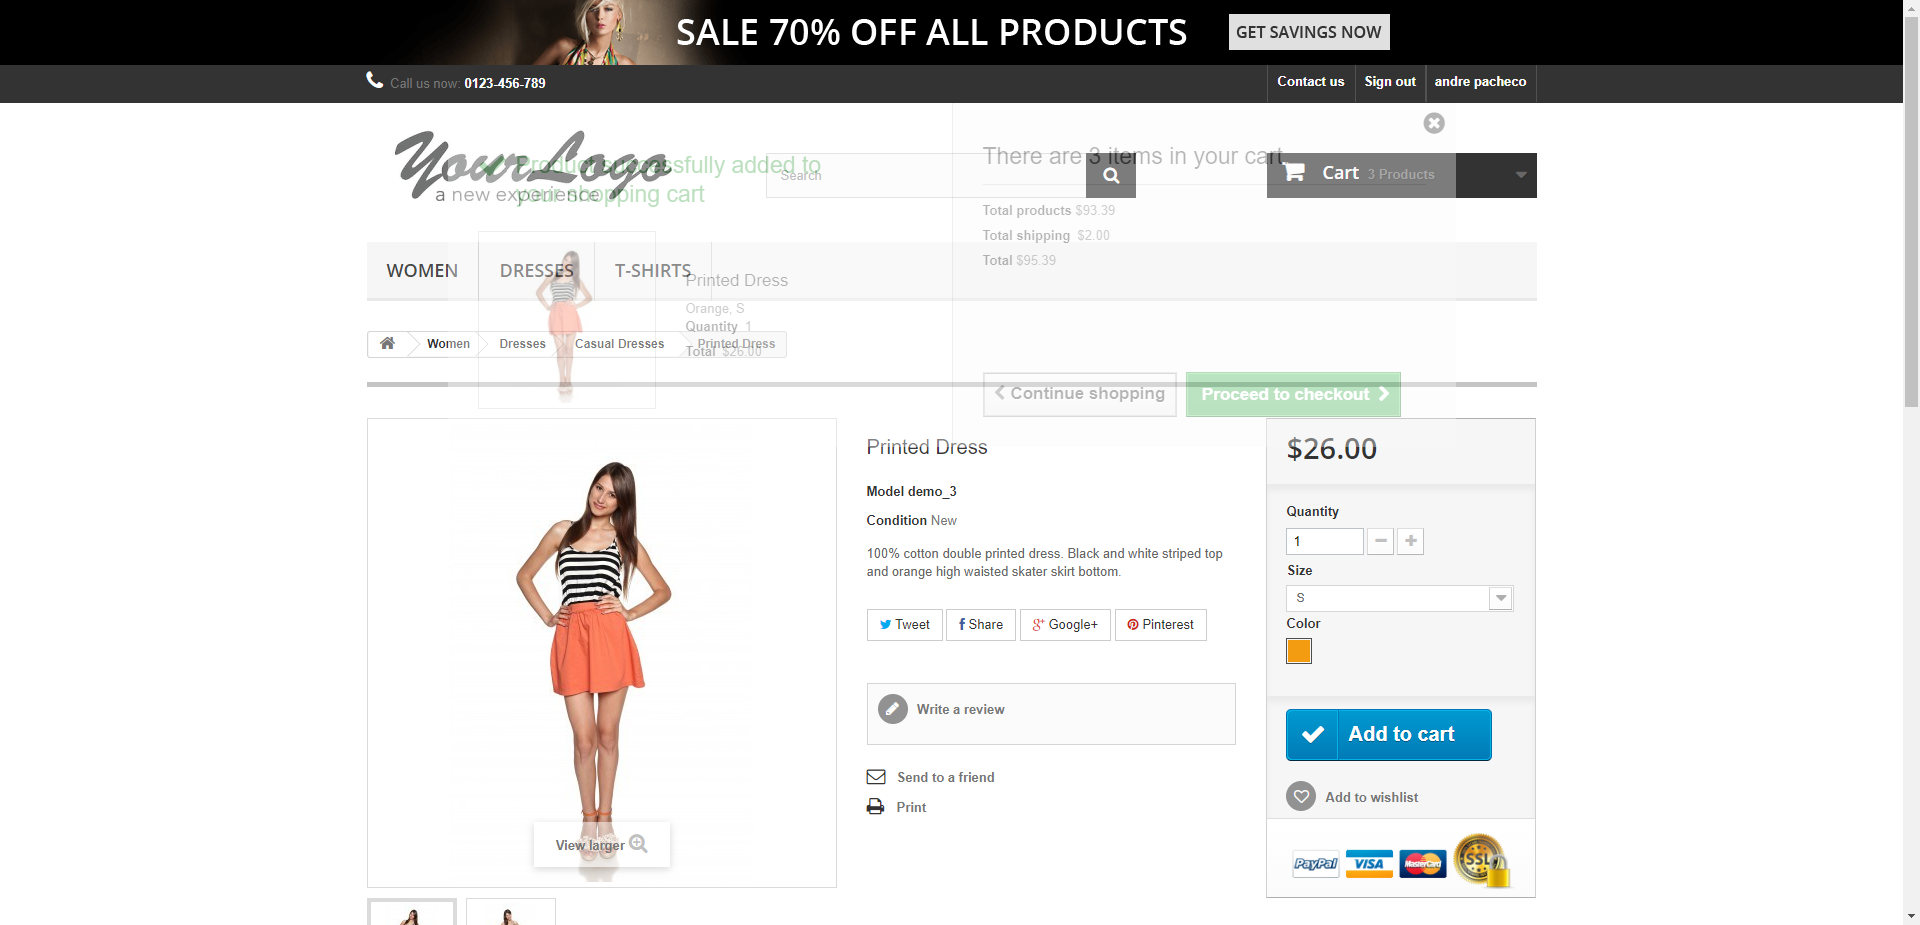 SALE 70% OFF ALL PRODUCTS
GET SAVINGS NOW
Call us now: 0123-456-789
Contact us
Sign out
andre pacheco
Your Logo
a new experience
Product successfully added to
your shopping cart
Search
There are 3 items in your cart.
Cart 3 Products
Total products $93.39
Total shipping $2.00
Total $95.39
WOMEN
DRESSES
T-SHIRTS
Printed Dress
Orange, S
Quantity 1
Total $26.00
Women
Dresses
Casual Dresses
Printed Dress
Continue shopping
Proceed to checkout
Printed Dress
Model demo_3
Condition New
100% cotton double printed dress. Black and white striped top
and orange high waisted skater skirt bottom.
Tweet
Share
Google+
Pinterest
Write a review
Send to a friend
Print
View larger
$26.00
Quantity
1
Size
S
Color
Add to cart
Add to wishlist
PayPal
VISA
MasterCard
SSL